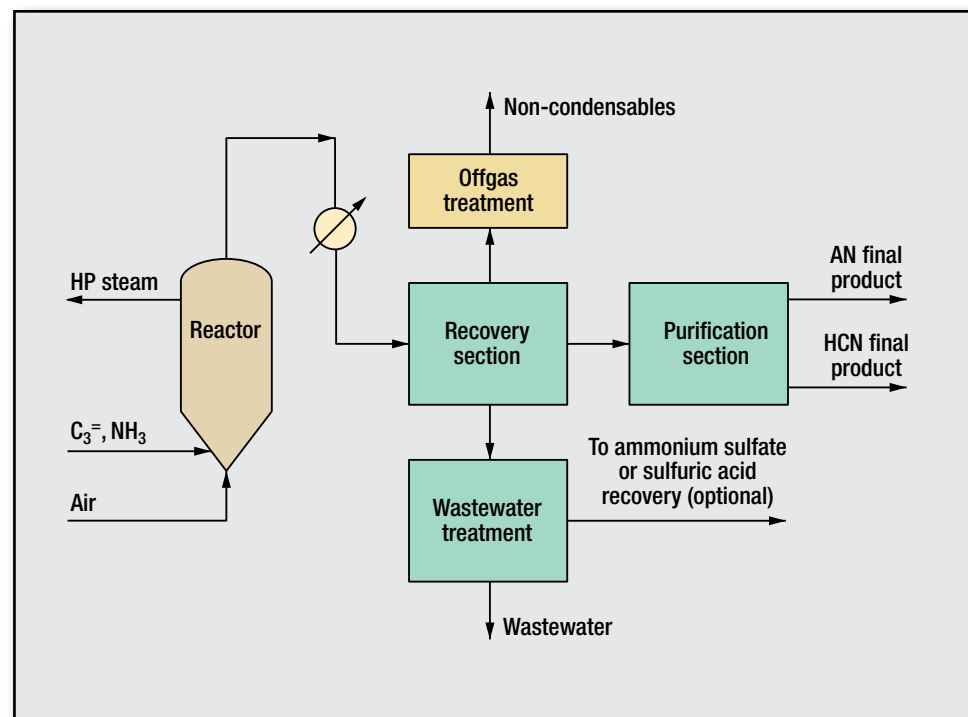 Non-condensables
Offgas
treatment
AN final
product
HP steam
Reactor
Recovery
section
Purification
section
HCN final
product
C₃⁼, NH₃
Air
To ammonium sulfate
or sulfuric acid
recovery (optional)
Wastewater
treatment
Wastewater